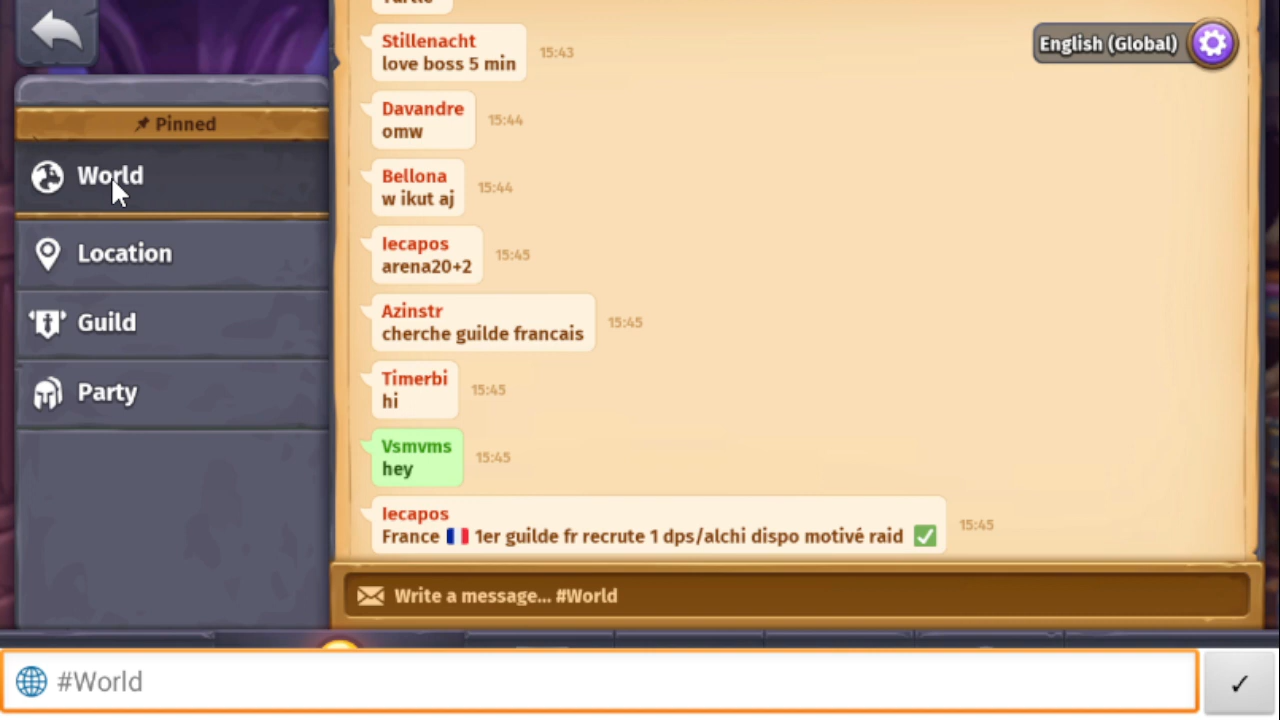 Stillenacht
love boss 5 min
15:43
English (Global)
Davandre
omw
15:44
Pinned
World
Bellona
w ikut aj
15:44
Location
Iecapos
arena20+2
15:45
Guild
Azinstr
cherche guilde francais
15:45
Party
Timerbi
hi
15:45
Vsmvms
hey
15:45
Iecapos
France 🇫🇷 1er guilde fr recrute 1 dps/alchi dispo motivé raid ✅
15:45
Write a message... #World
#World